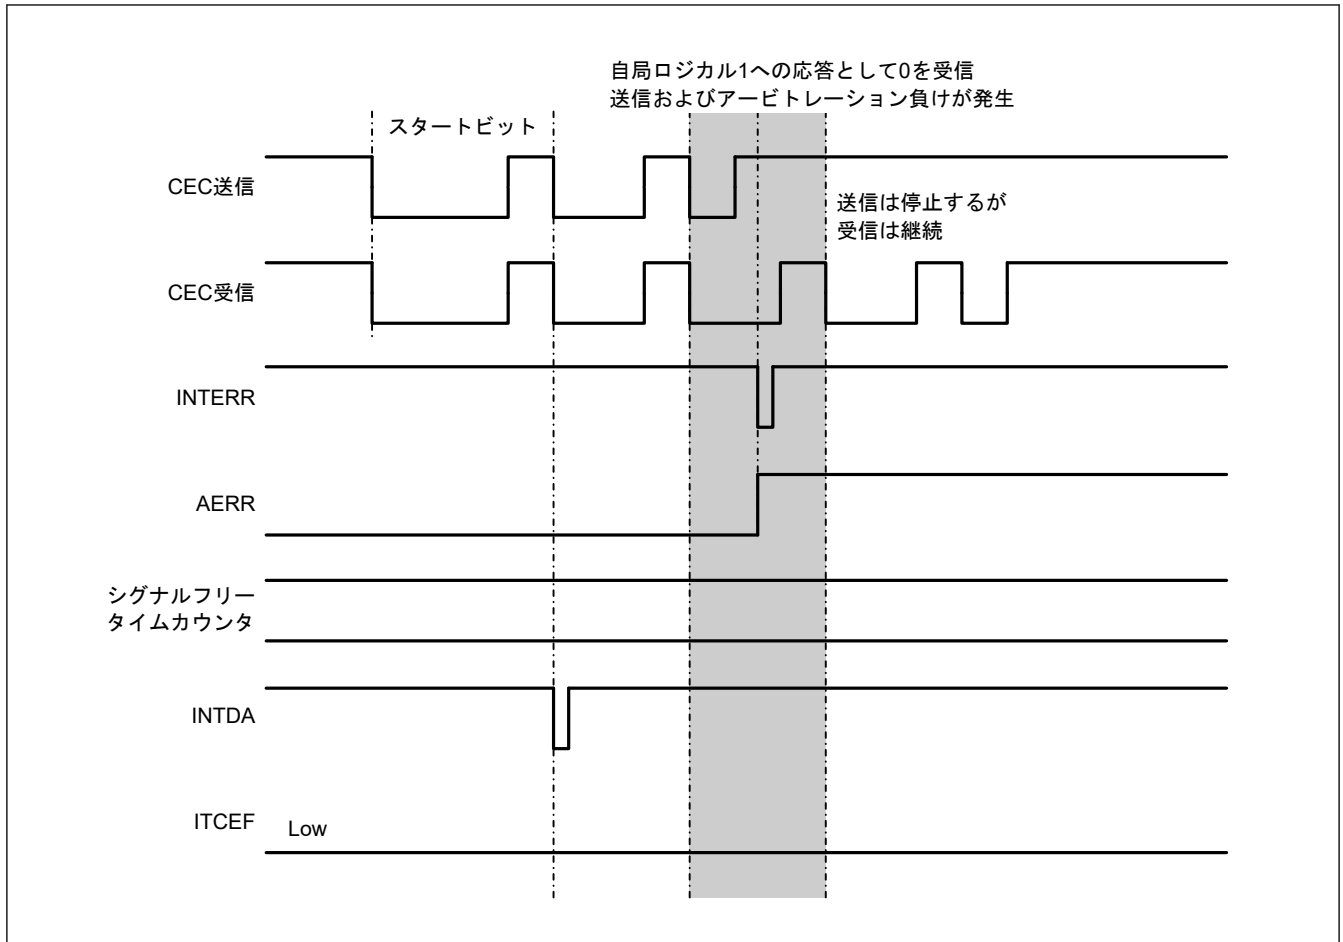 自局ロジカル1への応答として0を受信
送信およびアービトレーション負けが発生
スタートビット
CEC送信
送信は停止するが
受信は継続
CEC受信
INTERR
AERR
シグナルフリー
タイムカウンタ
INTDA
ITCEF
Low